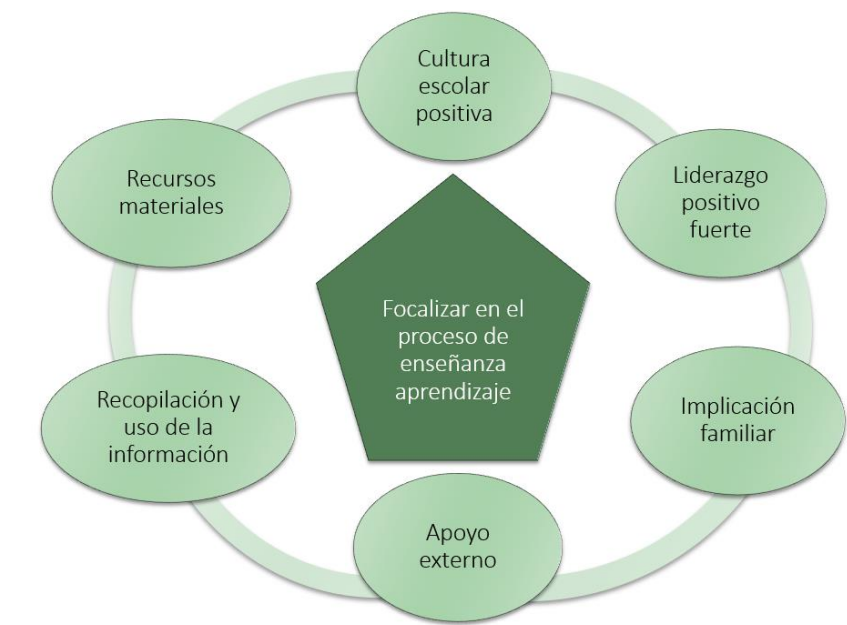 Cultura
escolar
positiva
Liderazgo
positivo
fuerte
Implicación
familiar
Apoyo
externo
Recopilación y
uso de la
información
Recursos
materiales
Focalizar en el
proceso de
enseñanza
aprendizaje